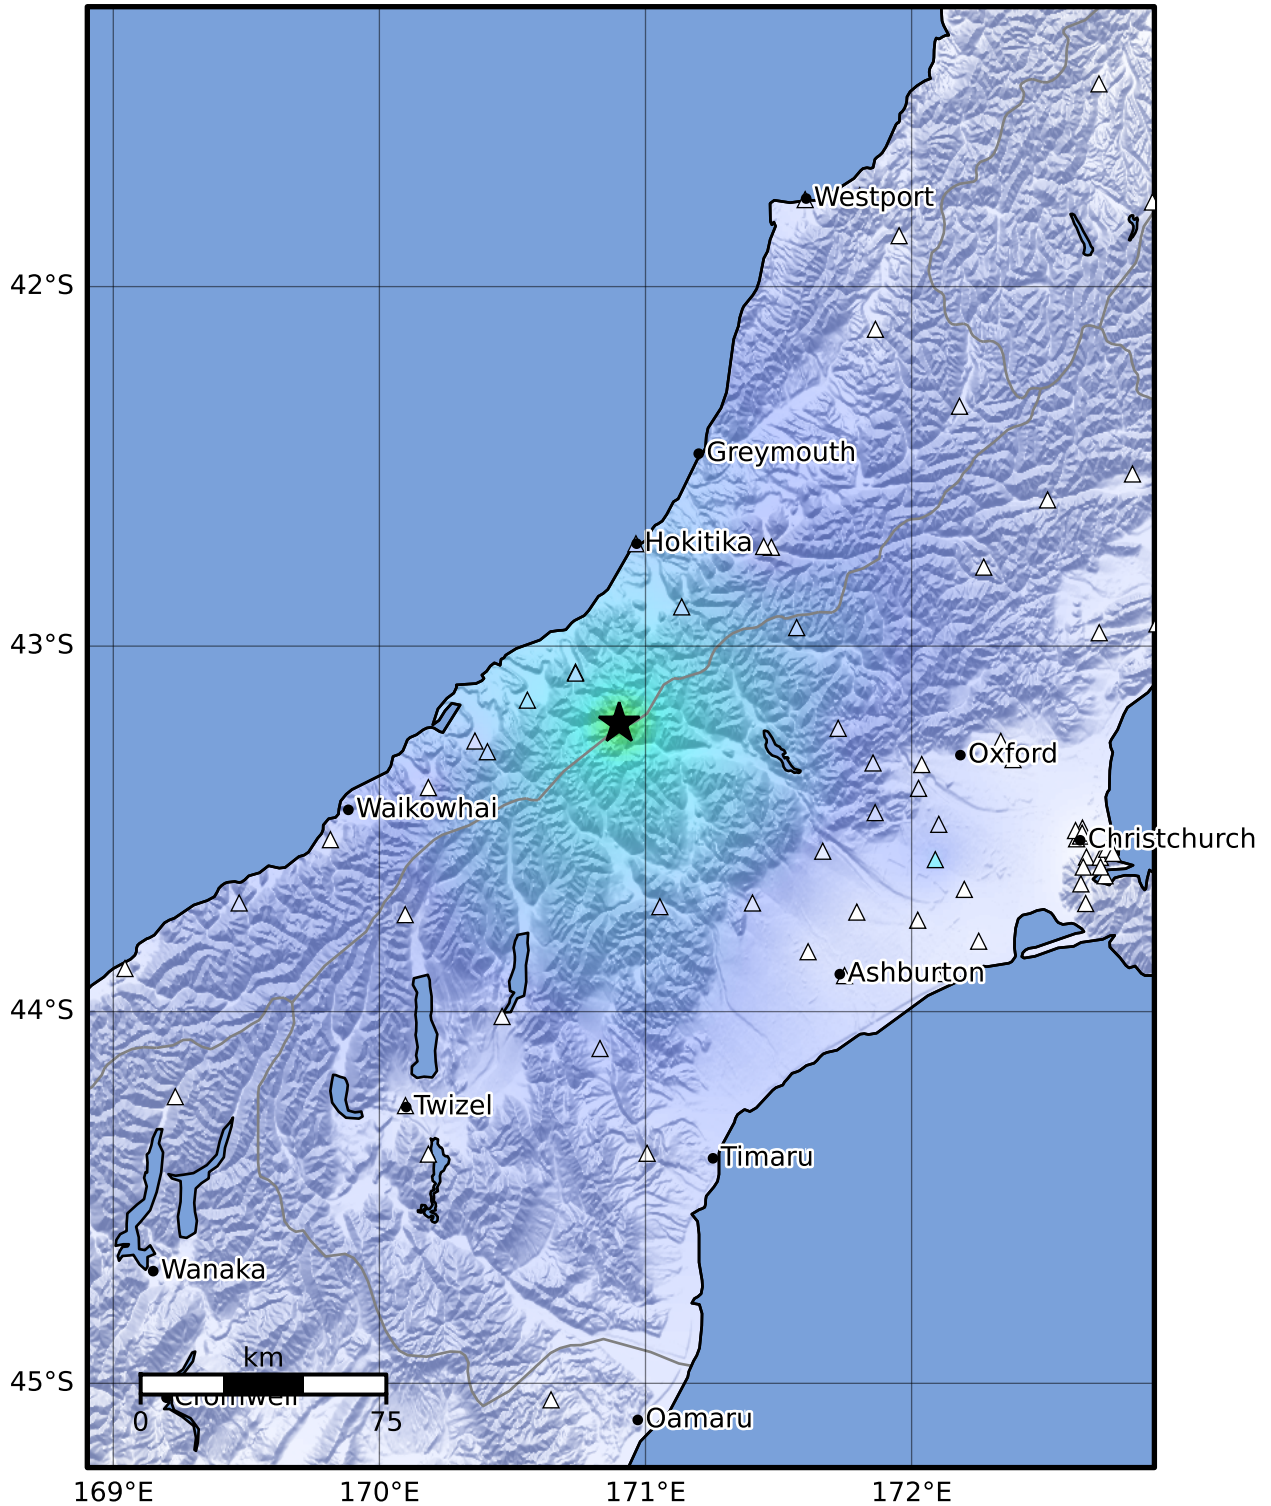 Westport
42°S
Greymouth
Hokitika
43°S
Oxford
Waikowhai
Christchurch
Ashburton
44°S
Twizel
Timaru
Wanaka
km
45°S
Cromwell
0
75
Oamaru
169°E
170°E
171°E
172°E